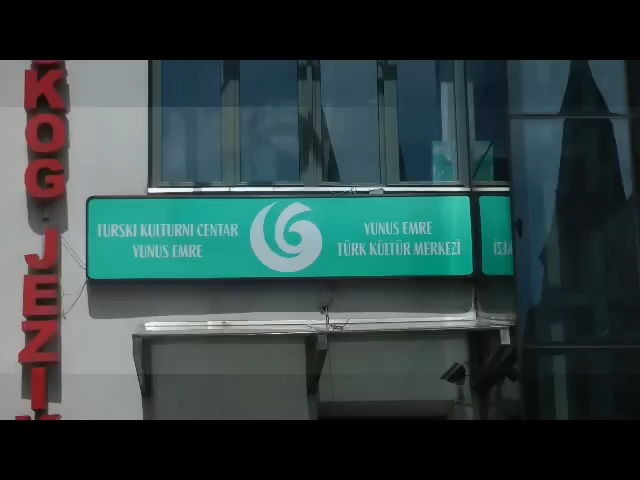 KOG JEZI
TURSKI KULTURNI CENTAR
YUNUS EMRE
YUNUS EMRE
TÜRK KÜLTÜR MERKEZİ